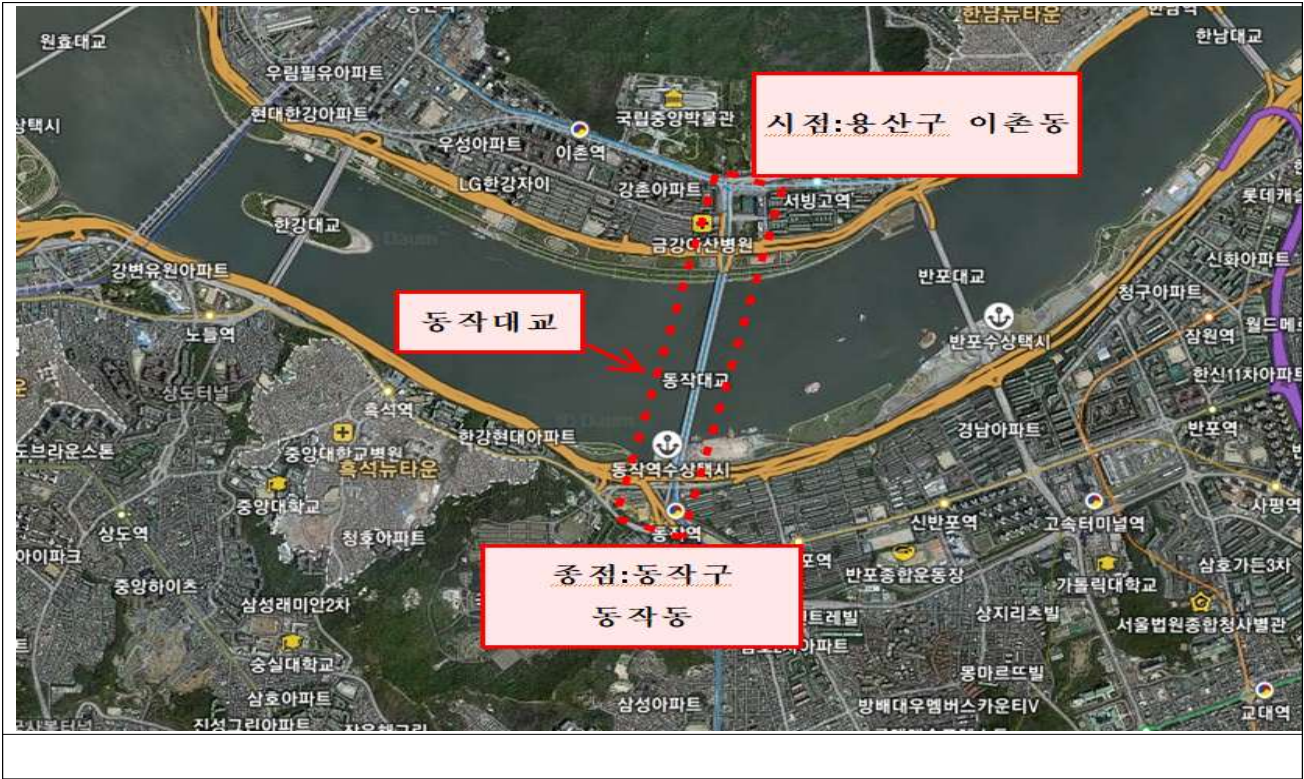 한남뉴타운
한남역
원효대교
한남대교
우림필유아파트
국립중앙박물관
시점:용산구 이촌동
현대한강아파트
우성아파트
이촌역
LG한강자이
강촌아파트
서빙고역
한강대교
금강아산병원
신화아파트
강변유원아파트
반포대교
청구아파트
동작대교
노들역
반포수상택시
잠원역
상도터널
동작대교
한신11차아파트
흑석역
한강현대아파트
경남아파트
반포역
중앙대학교병원
흑석뉴타운
동작역수상택시
중앙대학교
사평역
상도역
청호아파트
동작역
신반포역
고속터미널역
종점:동작구
동작동
반포종합운동장
가톨릭대학교
삼호가든3차
중앙하이츠
삼성래미안2차
상지리츠빌
서울법원종합청사별관
숭실대학교
몽마르뜨빌
삼호아파트
삼성아파트
방배대우멤버스카운티V
교대역
진성그린아파트